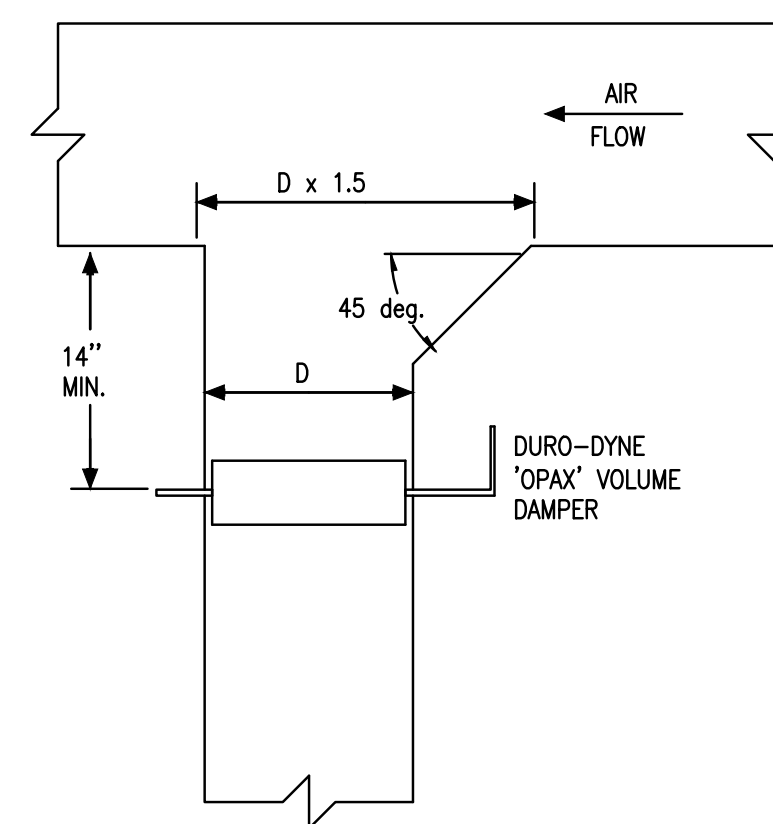 AIR
FLOW
D x 1.5
45 deg.
14”
MIN.
D
DURO-DYNE
'OPAX' VOLUME
DAMPER